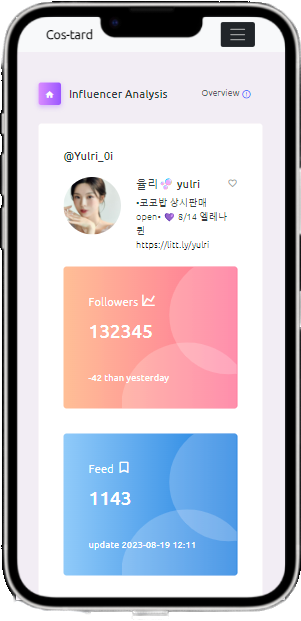 Cos-tard
Influencer Analysis
Overview
@Yulri_0i
율리 yulri
•코코밥 상시판매
open• 💜 8/14 엘레나
퀸
https://litt.ly/yulri
Followers
132345
-42 than yesterday
Feed
1143
update 2023-08-19 12:11